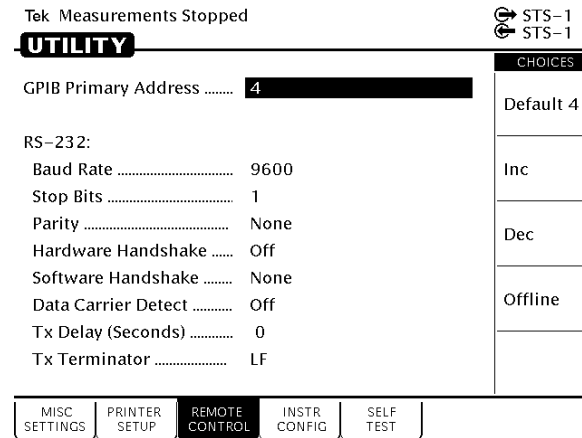 Tek Measurements Stopped
STS-1
STS-1
UTILITY
CHOICES
GPIB Primary Address ........ 4
Default 4
RS-232:
Baud Rate ............................... 9600
Inc
Stop Bits ................................. 1
Parity ...................................... None
Dec
Hardware Handshake ...... Off
Software Handshake ........ None
Offline
Data Carrier Detect ........... Off
Tx Delay (Seconds) ............ 0
Tx Terminator ................... LF
MISC SETTINGS
PRINTER SETUP
REMOTE CONTROL
INSTR CONFIG
SELF TEST